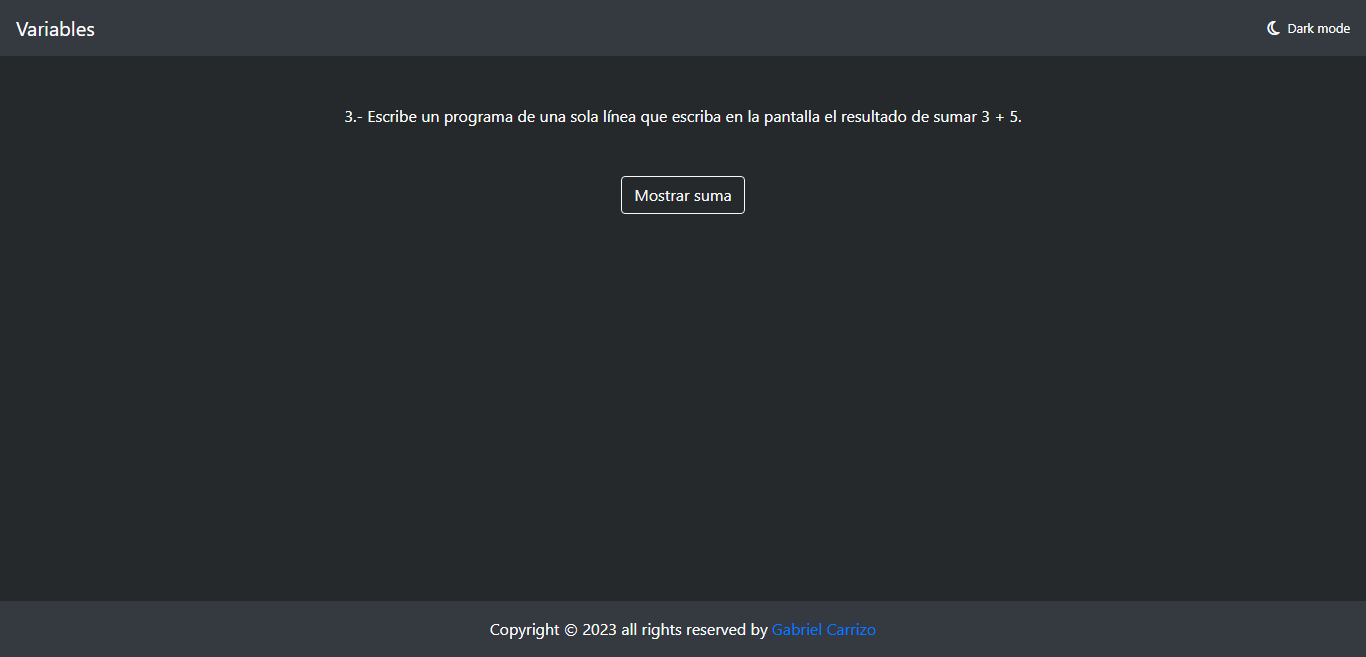 Variables
Dark mode
3.- Escribe un programa de una sola línea que escriba en la pantalla el resultado de sumar 3 + 5.
Mostrar suma
Copyright © 2023 all rights reserved by Gabriel Carrizo